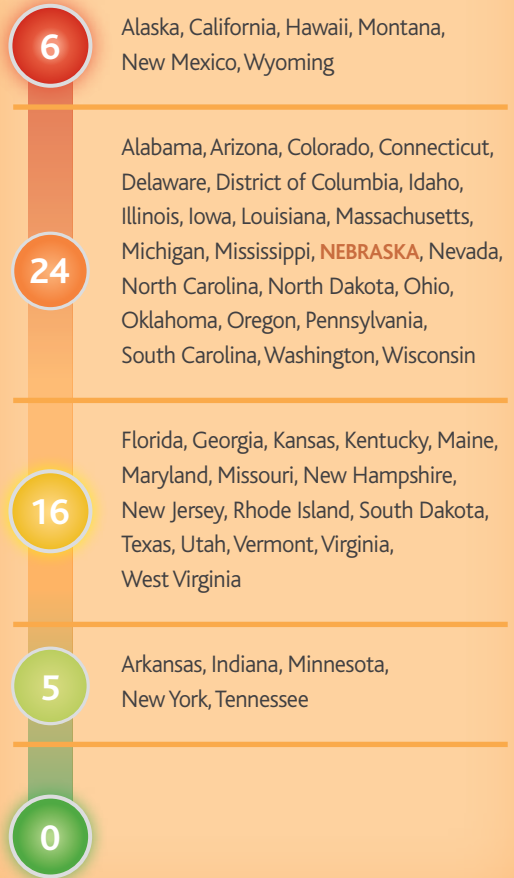 6
Alaska, California, Hawaii, Montana,
New Mexico, Wyoming
24
Alabama, Arizona, Colorado, Connecticut,
Delaware, District of Columbia, Idaho,
Illinois, Iowa, Louisiana, Massachusetts,
Michigan, Mississippi, NEBRASKA, Nevada,
North Carolina, North Dakota, Ohio,
Oklahoma, Oregon, Pennsylvania,
South Carolina, Washington, Wisconsin
16
Florida, Georgia, Kansas, Kentucky, Maine,
Maryland, Missouri, New Hampshire,
New Jersey, Rhode Island, South Dakota,
Texas, Utah, Vermont, Virginia,
West Virginia
5
Arkansas, Indiana, Minnesota,
New York, Tennessee
0